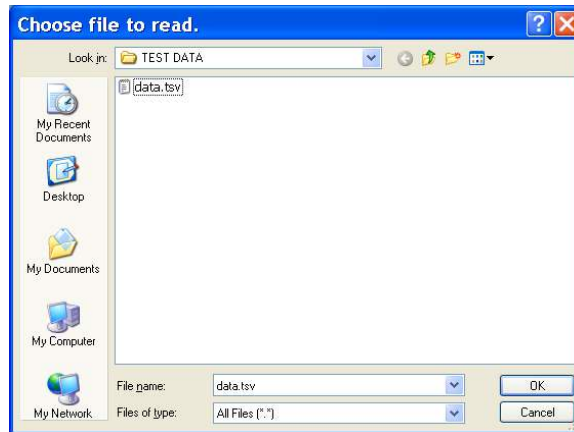 Choose file to read.
Look in: TEST DATA
data.tsv
My Recent
Documents
Desktop
My Documents
My Computer
My Network
File name: data.tsv OK
Files of type: All Files (*.*) Cancel